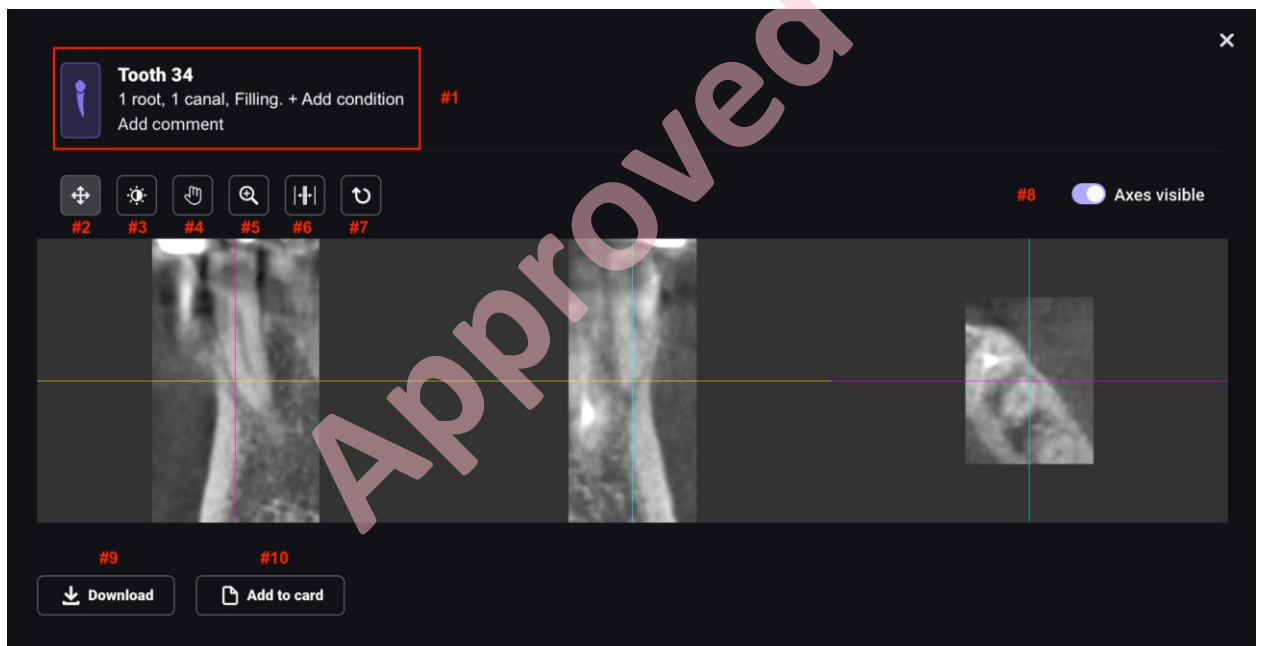 Tooth 34
1 root, 1 canal, Filling. + Add condition
Add comment
#1
#2 #3 #4 #5 #6 #7
#8 Axes visible
#9 #10
Download Add to card
Approved